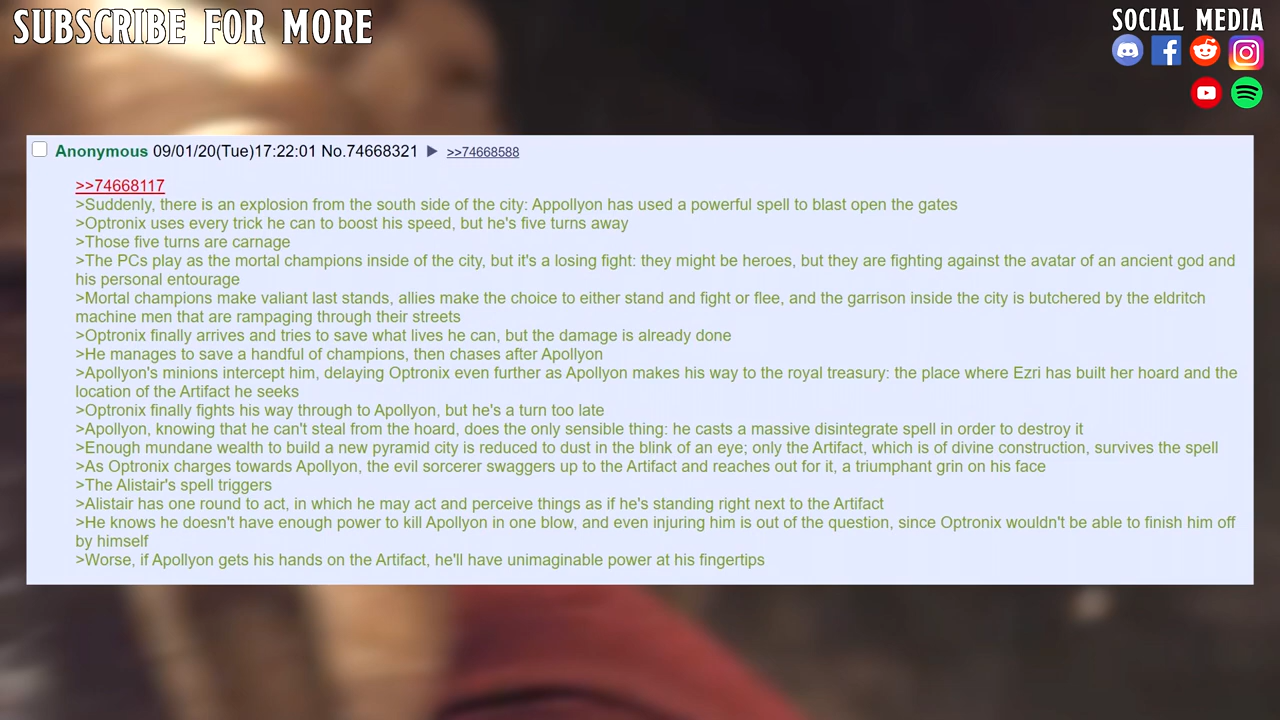 SUBSCRIBE FOR MORE
SOCIAL MEDIA
Anonymous 09/01/20(Tue)17:22:01 No.74668321 ▶ >>74668588
>>74668117
>Suddenly, there is an explosion from the south side of the city: Appollyon has used a powerful spell to blast open the gates
>Optronix uses every trick he can to boost his speed, but he's five turns away
>Those five turns are carnage
>The PCs play as the mortal champions inside of the city, but it's a losing fight: they might be heroes, but they are fighting against the avatar of an ancient god and
his personal entourage
>Mortal champions make valiant last stands, allies make the choice to either stand and fight or flee, and the garrison inside the city is butchered by the eldritch
machine men that are rampaging through their streets
>Optronix finally arrives and tries to save what lives he can, but the damage is already done
>He manages to save a handful of champions, then chases after Apollyon
>Apollyon's minions intercept him, delaying Optronix even further as Apollyon makes his way to the royal treasury: the place where Ezri has built her hoard and the
location of the Artifact he seeks
>Optronix finally fights his way through to Apollyon, but he's a turn too late
>Apollyon, knowing that he can't steal from the hoard, does the only sensible thing: he casts a massive disintegrate spell in order to destroy it
>Enough mundane wealth to build a new pyramid city is reduced to dust in the blink of an eye; only the Artifact, which is of divine construction, survives the spell
>As Optronix charges towards Apollyon, the evil sorcerer swaggers up to the Artifact and reaches out for it, a triumphant grin on his face
>The Alistair's spell triggers
>Alistair has one round to act, in which he may act and perceive things as if he's standing right next to the Artifact
>He knows he doesn't have enough power to kill Apollyon in one blow, and even injuring him is out of the question, since Optronix wouldn't be able to finish him off
by himself
>Worse, if Apollyon gets his hands on the Artifact, he'll have unimaginable power at his fingertips